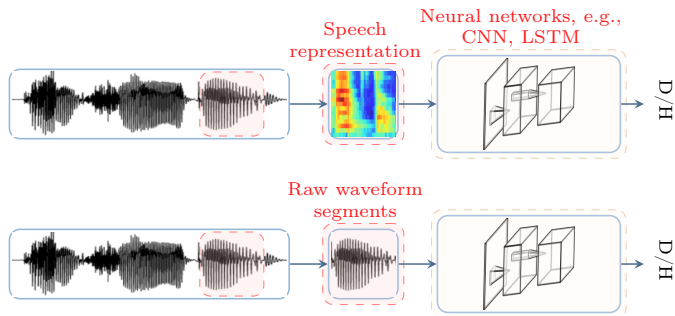 Speech
representation
Neural networks, e.g.,
CNN, LSTM
D/H
Raw waveform
segments
D/H